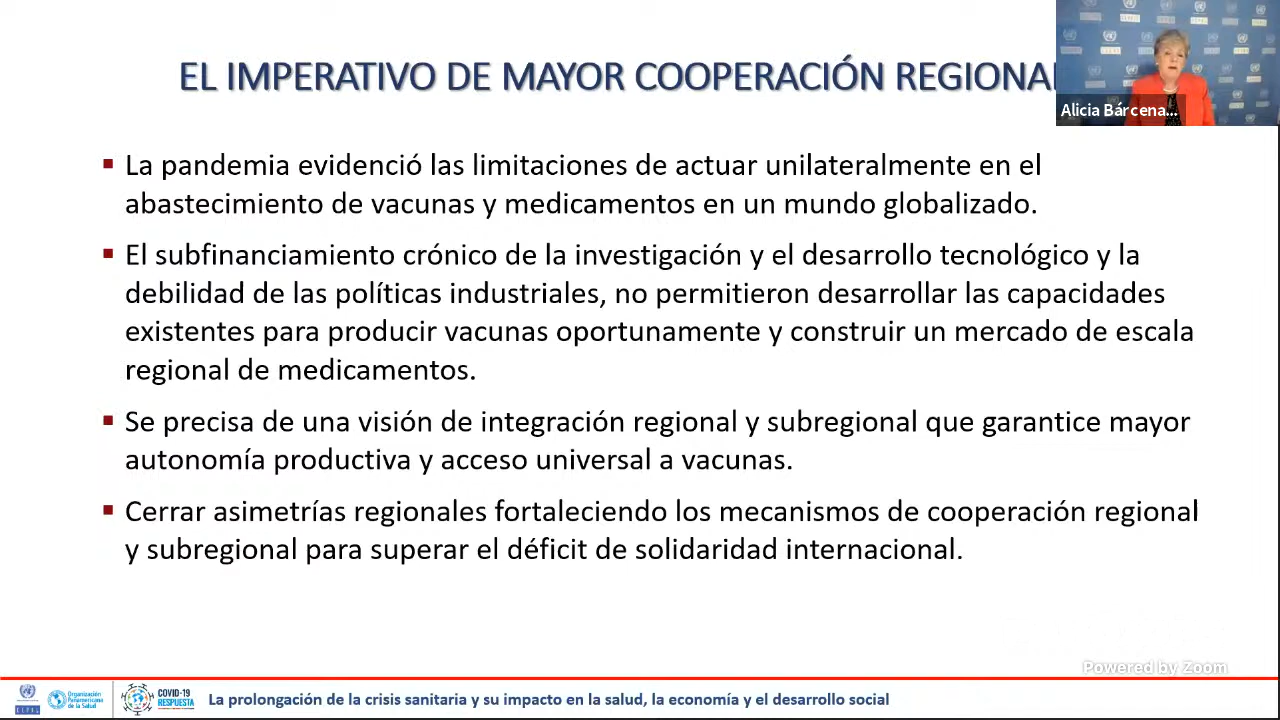 EL IMPERATIVO DE MAYOR COOPERACIÓN REGIONAL
Alicia Bárcena...
▪ La pandemia evidenció las limitaciones de actuar unilateralmente en el
abastecimiento de vacunas y medicamentos en un mundo globalizado.
▪ El subfinanciamiento crónico de la investigación y el desarrollo tecnológico y la
debilidad de las políticas industriales, no permitieron desarrollar las capacidades
existentes para producir vacunas oportunamente y construir un mercado de escala
regional de medicamentos.
▪ Se precisa de una visión de integración regional y subregional que garantice mayor
autonomía productiva y acceso universal a vacunas.
▪ Cerrar asimetrías regionales fortaleciendo los mecanismos de cooperación regional
y subregional para superar el déficit de solidaridad internacional.
Powered by Zoom
CEPAL
Organización
Panamericana
de la Salud
COVID-19
RESPUESTA
La prolongación de la crisis sanitaria y su impacto en la salud, la economía y el desarrollo social